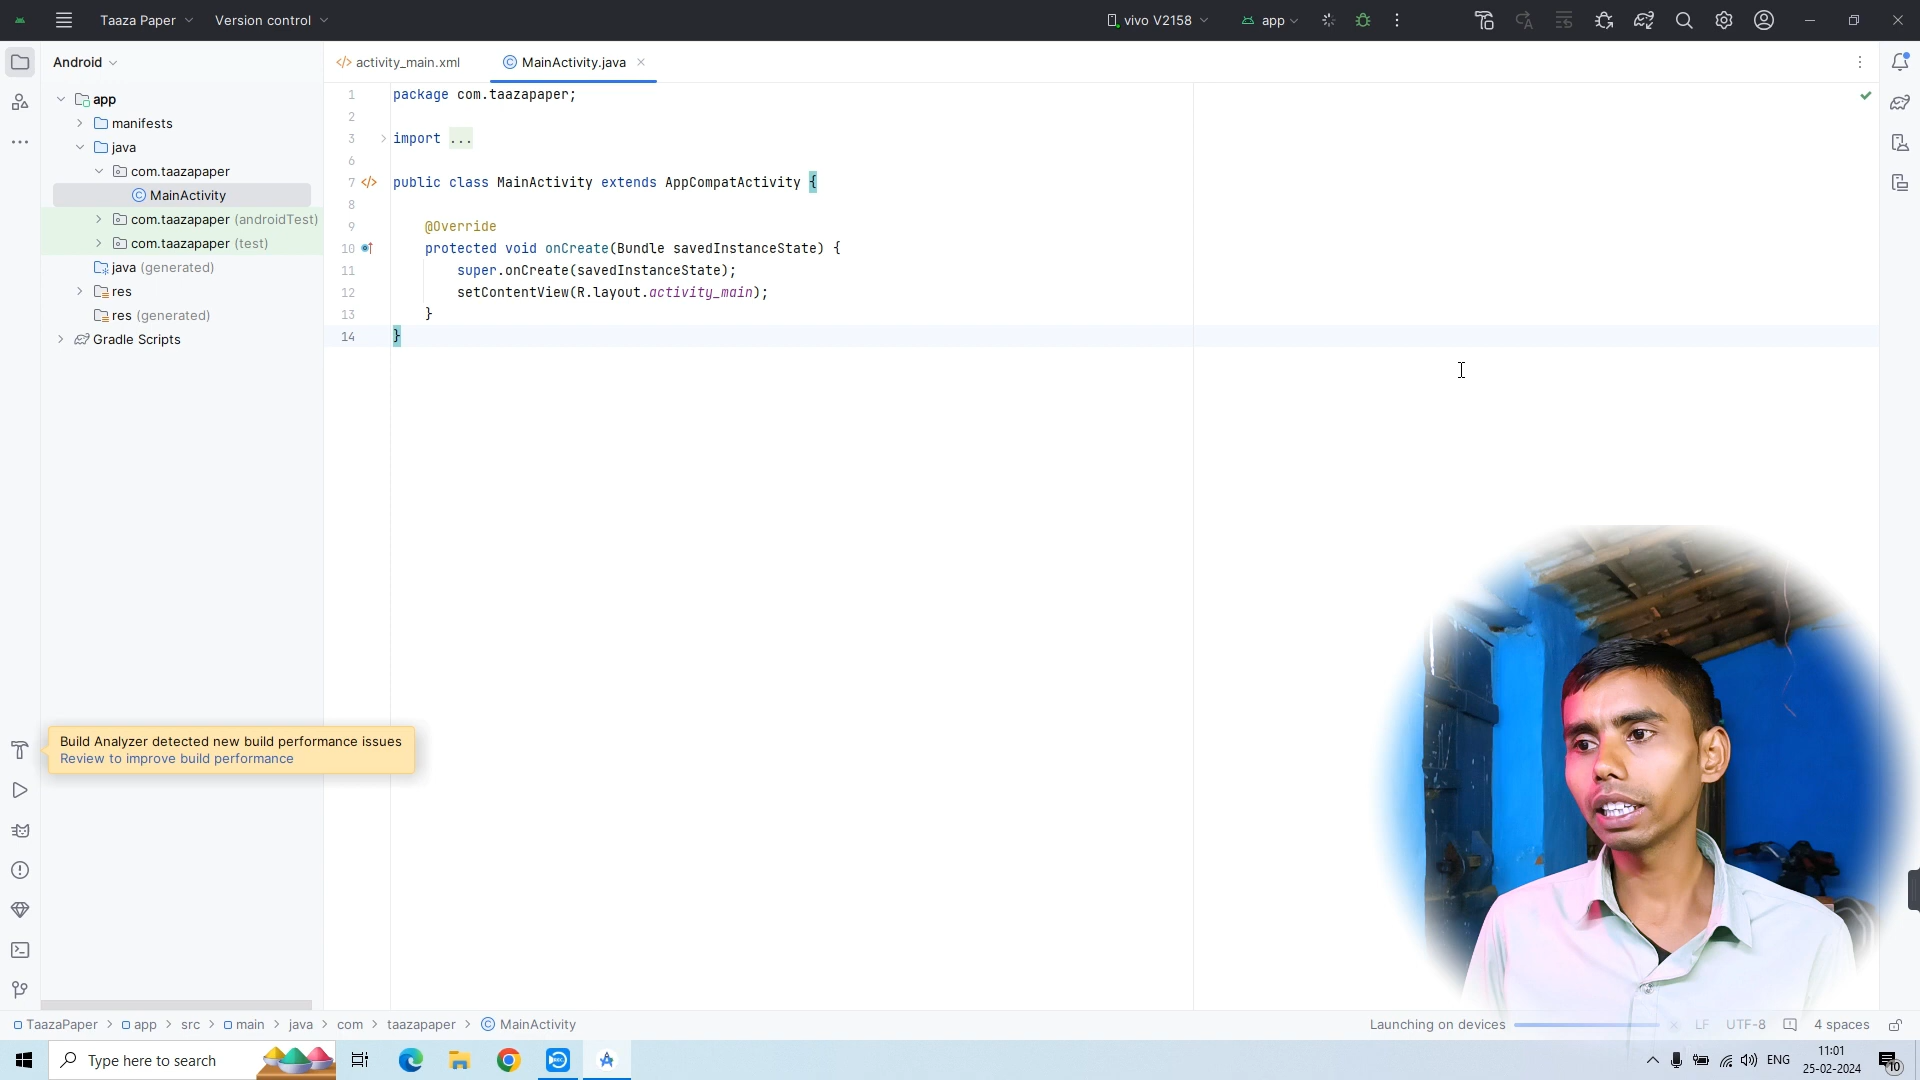 Taaza Paper
Version control
vivo V2158
app
Android
activity_main.xml
MainActivity.java
app
manifests
java
com.taazapaper
MainActivity
com.taazapaper (androidTest)
com.taazapaper (test)
java (generated)
res
res (generated)
Gradle Scripts
1 package com.taazapaper;
2
3 import ...
6
7 public class MainActivity extends AppCompatActivity {
8
9 @Override
10 protected void onCreate(Bundle savedInstanceState) {
11 super.onCreate(savedInstanceState);
12 setContentView(R.layout.activity_main);
13 }
14 }
Build Analyzer detected new build performance issues
Review to improve build performance
TaazaPaper > app > src > main > java > com > taazapaper > MainActivity
Launching on devices
LF UTF-8 4 spaces
Type here to search
ENG
11:01
25-02-2024
10